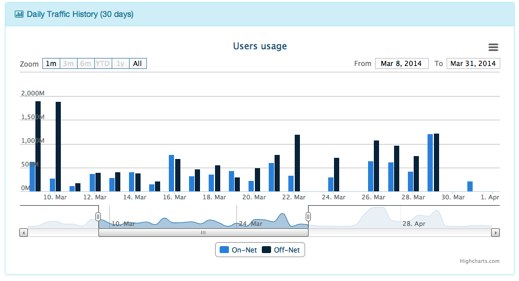 Daily Traffic History (30 days)
Users usage
Zoom 1m 3m 6m YTD 1y All From Mar 8, 2014 To Mar 31, 2014
2,000M
1,500M
1,000M
500M
0M
10. Mar 12. Mar 14. Mar 16. Mar 18. Mar 20. Mar 22. Mar 24. Mar 26. Mar 28. Mar 30. Mar 1. Apr
10. Mar 24. Mar 28. Apr
On-Net Off-Net
Highcharts.com